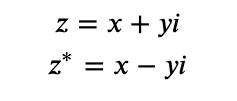 z = x + yi
z* = x − yi